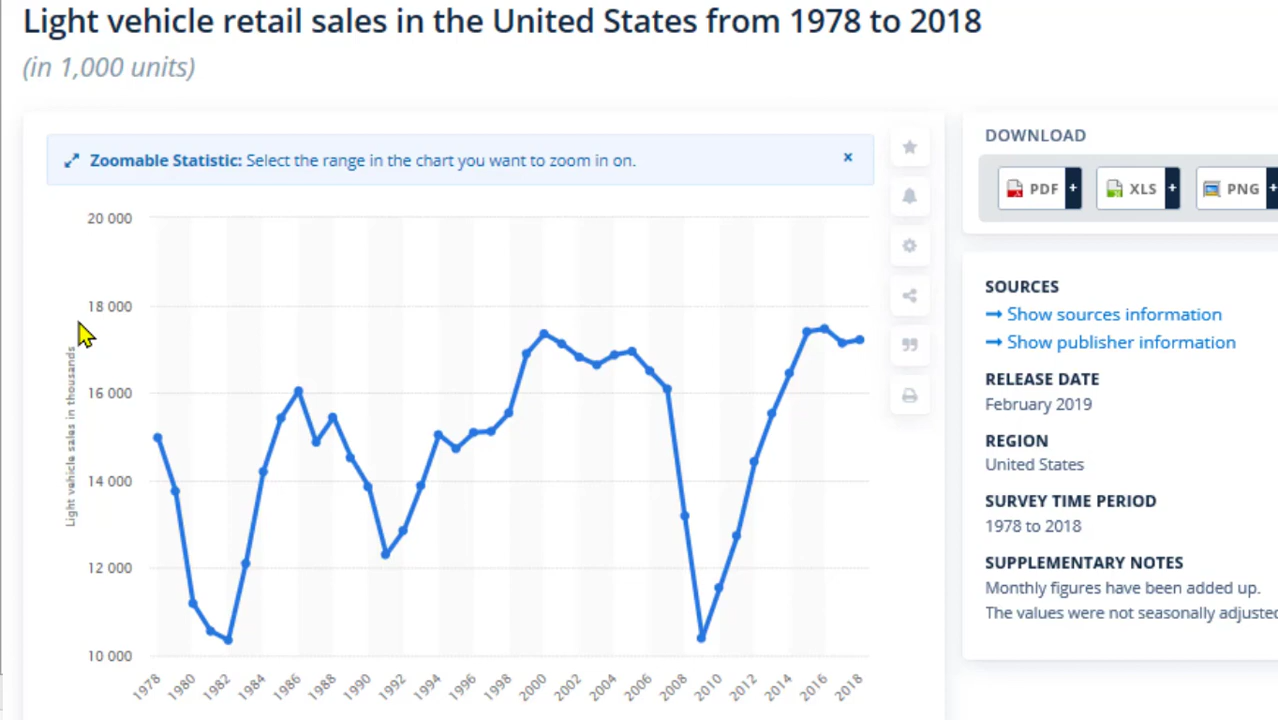 Light vehicle retail sales in the United States from 1978 to 2018
(in 1,000 units)
Zoomable Statistic: Select the range in the chart you want to zoom in on.
×
20 000
18 000
16 000
14 000
12 000
10 000
Light vehicle sales in thousands
1978
1980
1982
1984
1986
1988
1990
1992
1994
1996
1998
2000
2002
2004
2006
2008
2010
2012
2014
2016
2018
DOWNLOAD
PDF + XLS + PNG +
SOURCES
→ Show sources information
→ Show publisher information
RELEASE DATE
February 2019
REGION
United States
SURVEY TIME PERIOD
1978 to 2018
SUPPLEMENTARY NOTES
Monthly figures have been added up.
The values were not seasonally adjusted